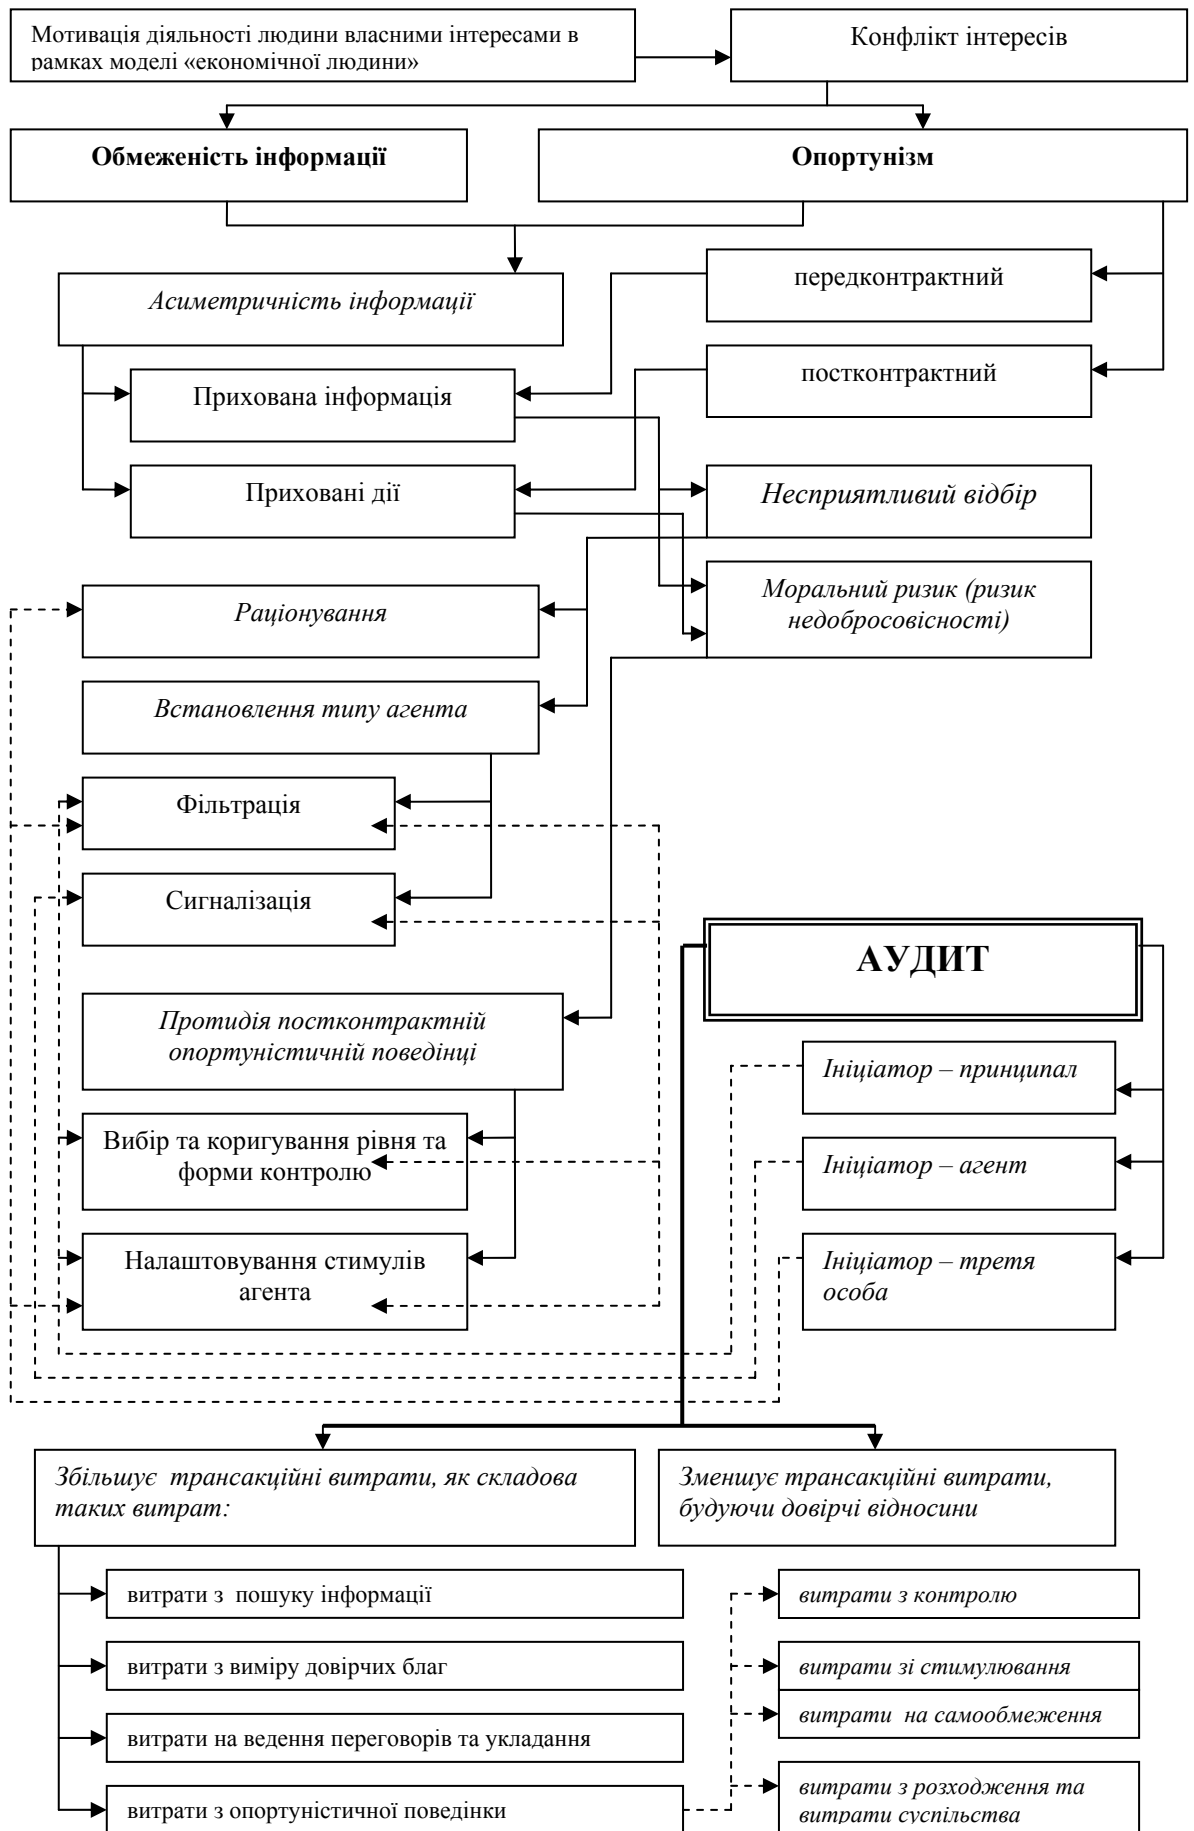 Мотивація діяльності людини власними інтересами в
рамках моделі «економічної людини»
Конфлікт інтересів
Обмеженість інформації
Опортунізм
Асиметричність інформації
передконтрактний
постконтрактний
Прихована інформація
Приховані дії
Несприятливий відбір
Моральний ризик (ризик
недобросовісності)
Раціонування
Встановлення типу агента
Фільтрація
Сигналізація
АУДИТ
Протидія постконтрактній
опортуністичній поведінці
Ініціатор – принципал
Вибір та коригування рівня та
форми контролю
Ініціатор – агент
Налаштовування стимулів
агента
Ініціатор – третя
особа
Збільшує  трансакційні витрати, як складова
таких витрат:
Зменшує трансакційні витрати,
будуючи довірчі відносини
витрати з  пошуку інформації
витрати з контролю
витрати з виміру довірчих благ
витрати зі стимулювання
витрати  на самообмеження
витрати на ведення переговорів та укладання
витрати з опортуністичної поведінки
витрати з розходження та
витрати суспільства